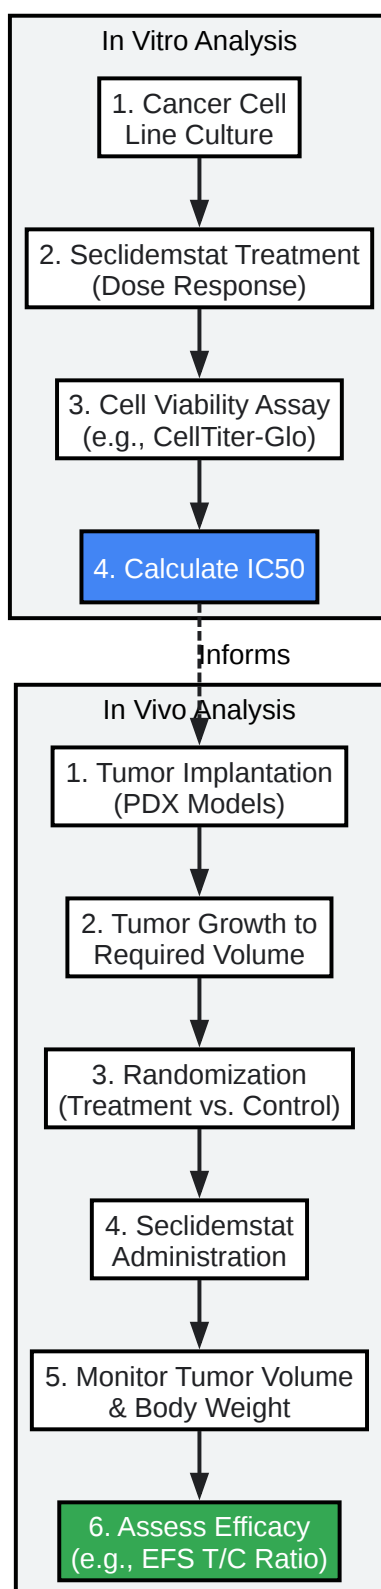 In Vitro Analysis
1. Cancer Cell
Line Culture
2. Seclidemstat Treatment
(Dose Response)
3. Cell Viability Assay
(e.g., CellTiter-Glo)
4. Calculate IC50
Informs
In Vivo Analysis
1. Tumor Implantation
(PDX Models)
2. Tumor Growth to
Required Volume
3. Randomization
(Treatment vs. Control)
4. Seclidemstat
Administration
5. Monitor Tumor Volume
& Body Weight
6. Assess Efficacy
(e.g., EFS T/C Ratio)